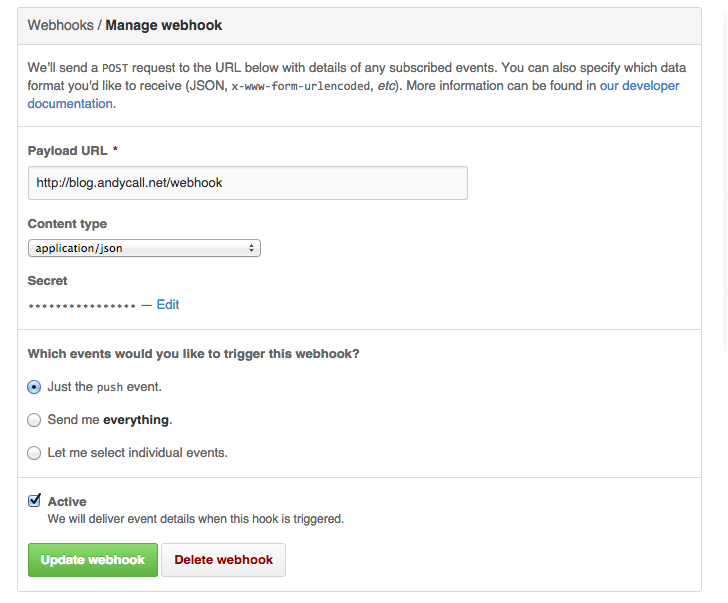 Webhooks / Manage webhook
We'll send a POST request to the URL below with details of any subscribed events. You can also specify which data
format you'd like to receive (JSON, x-www-form-urlencoded, etc). More information can be found in our developer
documentation.
Payload URL *
http://blog.andycall.net/webhook
Content type
application/json
Secret
•••••••••••••••• — Edit
Which events would you like to trigger this webhook?
Just the push event.
Send me everything.
Let me select individual events.
Active
We will deliver event details when this hook is triggered.
Update webhook Delete webhook